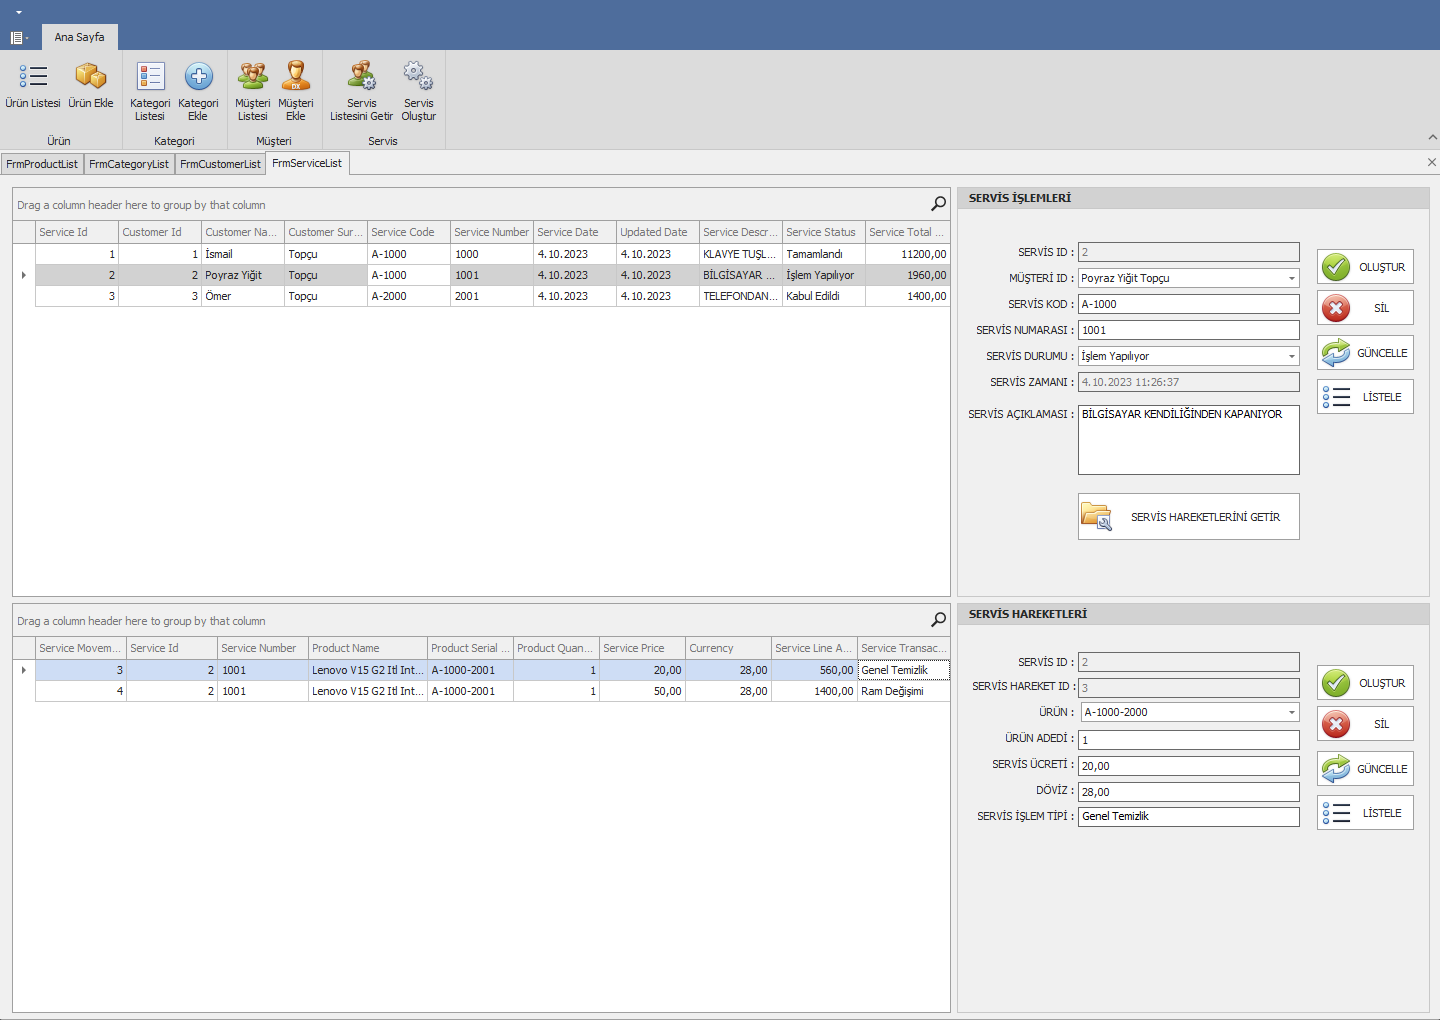 Ana Sayfa
Ürün Listesi
Ürün Ekle
Kategori Listesi
Kategori Ekle
Müşteri Listesi
DX
Müşteri Ekle
Servis Listesini Getir
Servis Oluştur
Ürün
Kategori
Müşteri
Servis
FrmProductList
FrmCategoryList
FrmCustomerList
FrmServiceList
Drag a column header here to group by that column
Service Id
Customer Id
Customer Na...
Customer Sur...
Service Code
Service Number
Service Date
Updated Date
Service Descr...
Service Status
Service Total ...
1 1 İsmail Topçu A-1000 1000 4.10.2023 4.10.2023 KLAVYE TUŞL... Tamamlandı 11200,00
2 2 Poyraz Yiğit Topçu A-1000 1001 4.10.2023 4.10.2023 BİLGİSAYAR ... İşlem Yapılıyor 1960,00
3 3 Ömer Topçu A-2000 2001 4.10.2023 4.10.2023 TELEFONDAN... Kabul Edildi 1400,00
SERVİS İŞLEMLERİ
SERVİS ID : 2
MÜŞTERİ ID : Poyraz Yiğit Topçu
SERVİS KOD : A-1000
SERVİS NUMARASI : 1001
SERVİS DURUMU : İşlem Yapılıyor
SERVİS ZAMANI : 4.10.2023 11:26:37
SERVİS AÇIKLAMASI : BİLGİSAYAR KENDİLİĞİNDEN KAPANIYOR
SERVİS HAREKETLERİNİ GETİR
OLUŞTUR
SİL
GÜNCELLE
LİSTELE
Drag a column header here to group by that column
Service Movem...
Service Id
Service Number
Product Name
Product Serial ...
Product Quan...
Service Price
Currency
Service Line A...
Service Transac...
3 2 1001 Lenovo V15 G2 Itl Int... A-1000-2001 1 20,00 28,00 560,00 Genel Temizlik
4 2 1001 Lenovo V15 G2 Itl Int... A-1000-2001 1 50,00 28,00 1400,00 Ram Değişimi
SERVİS HAREKETLERİ
SERVİS ID : 2
SERVİS HAREKET ID : 3
ÜRÜN : A-1000-2000
ÜRÜN ADEDİ : 1
SERVİS ÜCRETİ : 20,00
DÖVİZ : 28,00
SERVİS İŞLEM TİPİ : Genel Temizlik
OLUŞTUR
SİL
GÜNCELLE
LİSTELE